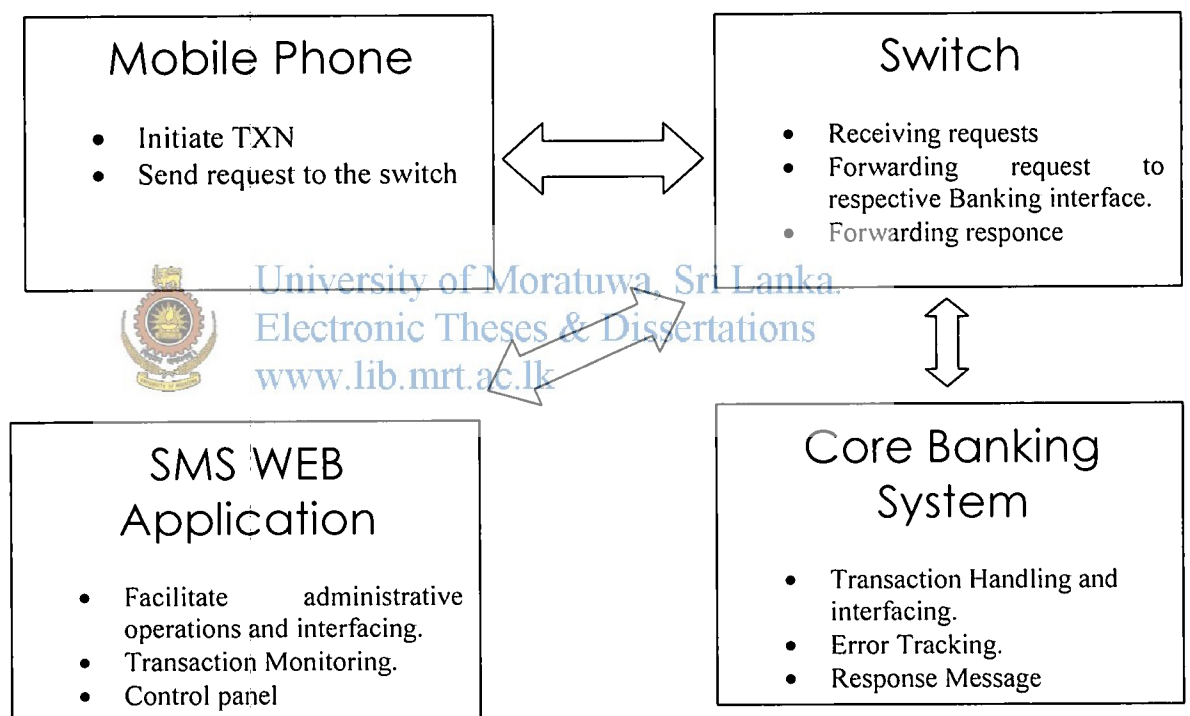 Mobile Phone
• Initiate TXN
• Send request to the switch
Switch
• Receiving requests
• Forwarding request to
respective Banking interface.
• Forwarding responce
University of Moratuwa, Sri Lanka.
Electronic Theses & Dissertations
www.lib.mrt.ac.lk
SMS WEB
Application
• Facilitate administrative
operations and interfacing.
• Transaction Monitoring.
• Control panel
Core Banking
System
• Transaction Handling and
interfacing.
• Error Tracking.
• Response Message